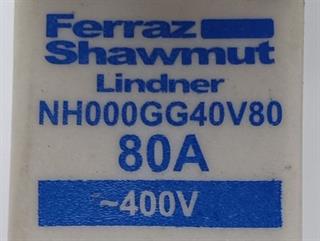 Ferraz
Shawmut
Lindner
NH000GG40V80
80A
~400V